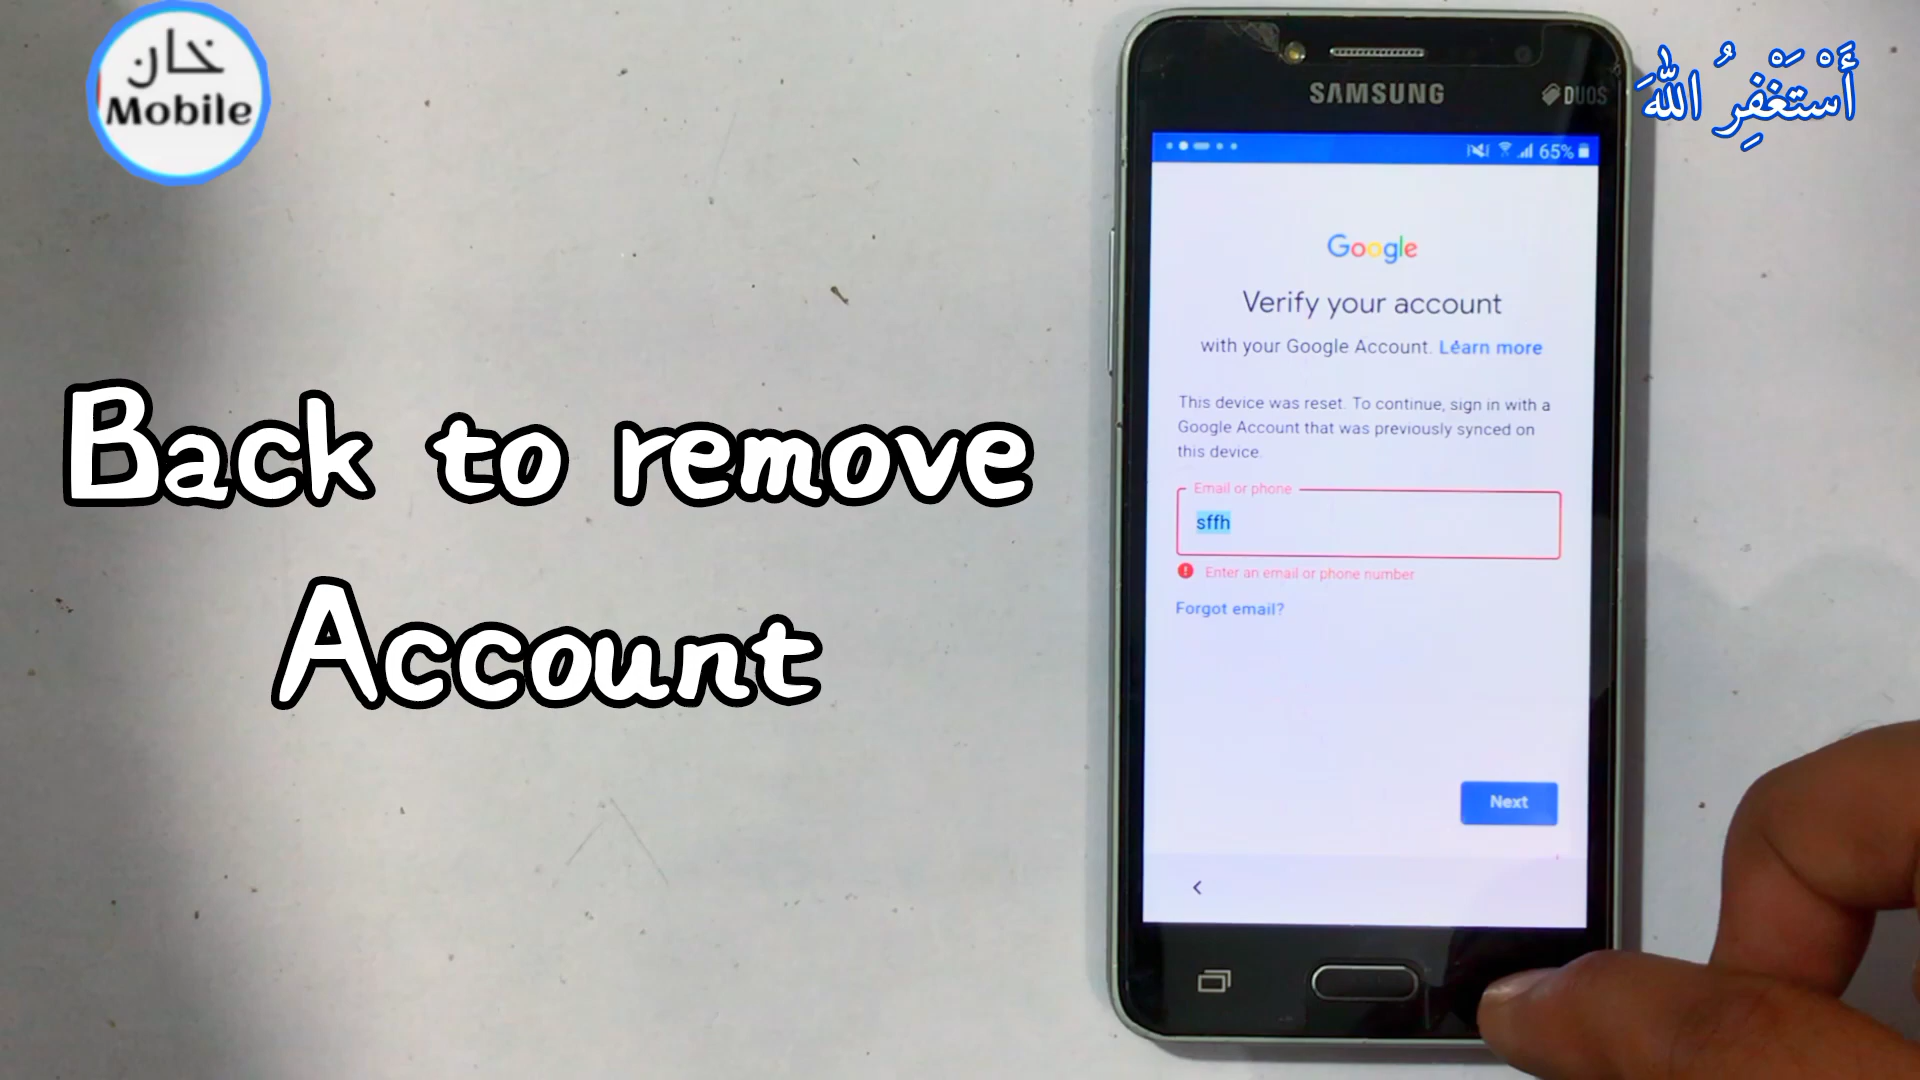 خان
Mobile
أَسْتَغْفِرُ اللهَ
SAMSUNG
DUOS
65%
Google
Verify your account
with your Google Account. Learn more
This device was reset. To continue, sign in with a
Google Account that was previously synced on
this device.
Email or phone
sffh
Enter an email or phone number
Forgot email?
Next
Back to remove
Account